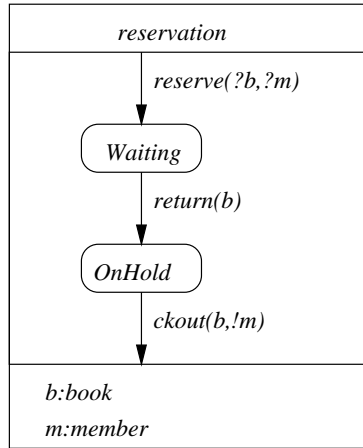 reservation
reserve(?b,?m)
Waiting
return(b)
OnHold
ckout(b,!m)
b:book
m:member